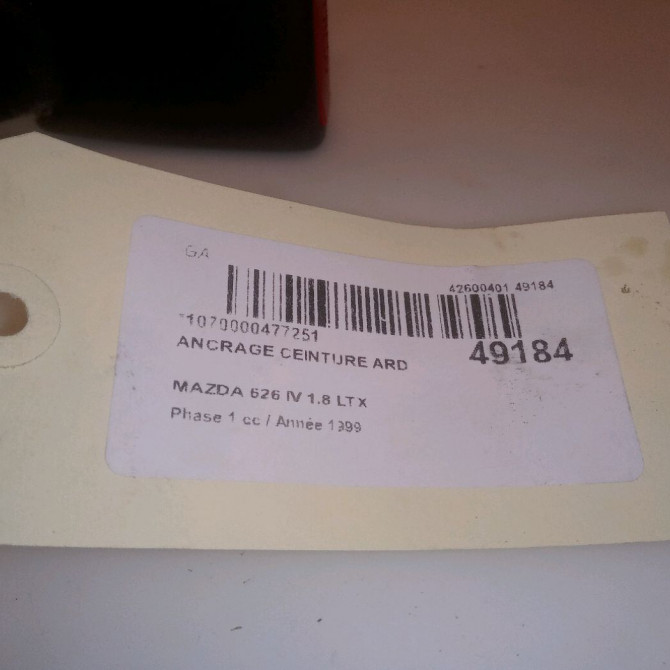 GA
42600401 49184
*1070000477251
49184
ANCRAGE CEINTURE ARD
MAZDA 626 IV 1.8 LTX
Phase 1 cc / Année 1999